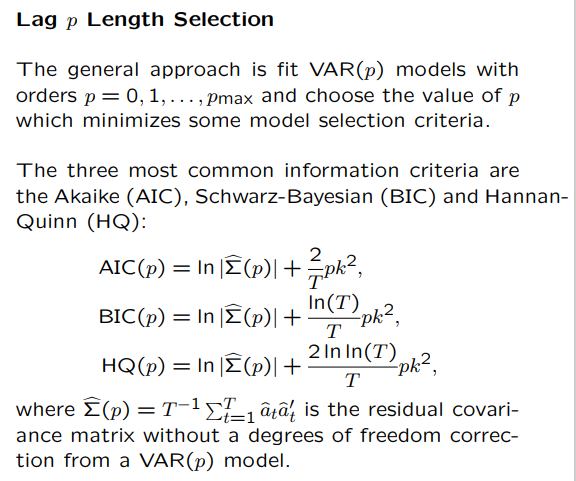 Lag p Length Selection
The general approach is fit VAR(p) models with
orders p = 0, 1, . . . , pmax and choose the value of p
which minimizes some model selection criteria.
The three most common information criteria are
the Akaike (AIC), Schwarz-Bayesian (BIC) and Hannan-
Quinn (HQ):
AIC(p) = ln |Σ̂(p)| + 2/T pk²,
BIC(p) = ln |Σ̂(p)| + ln(T)/T pk²,
HQ(p) = ln |Σ̂(p)| + 2 ln ln(T)/T pk²,
where Σ̂(p) = T⁻¹ ∑ᵀₜ₌₁ âₜâ′ₜ is the residual covari-
ance matrix without a degrees of freedom correc-
tion from a VAR(p) model.